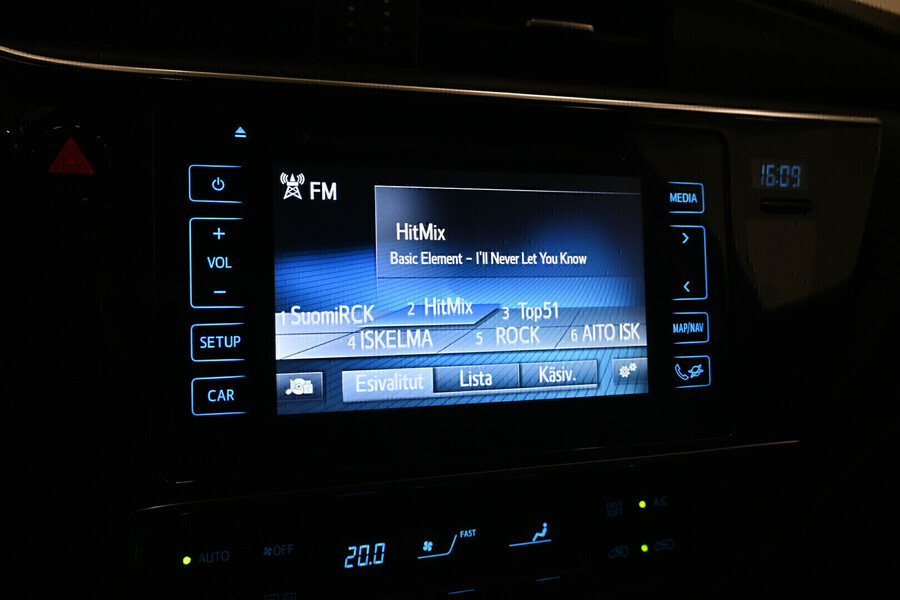 FM
HitMix
Basic Element - I'll Never Let You Know
1 SuomiRCK 2 HitMix 3 Top51
4 ISKELMA 5 ROCK 6 AITO ISK
Esivalitut Lista Käsiv.
+
VOL
-
SETUP
CAR
MEDIA
>
<
MAP/NAV
16:09
AUTO
OFF
20.0
FAST
A/C